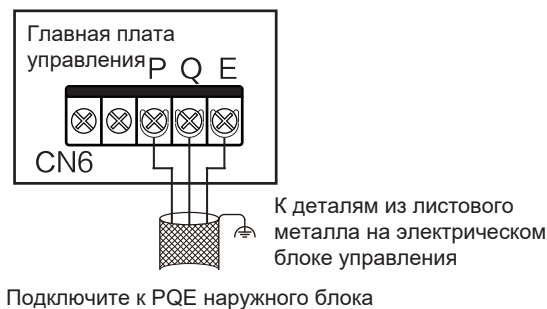 Главная плата
управления P Q E
CN6
К деталям из листового
металла на электрическом
блоке управления
Подключите к PQE наружного блока